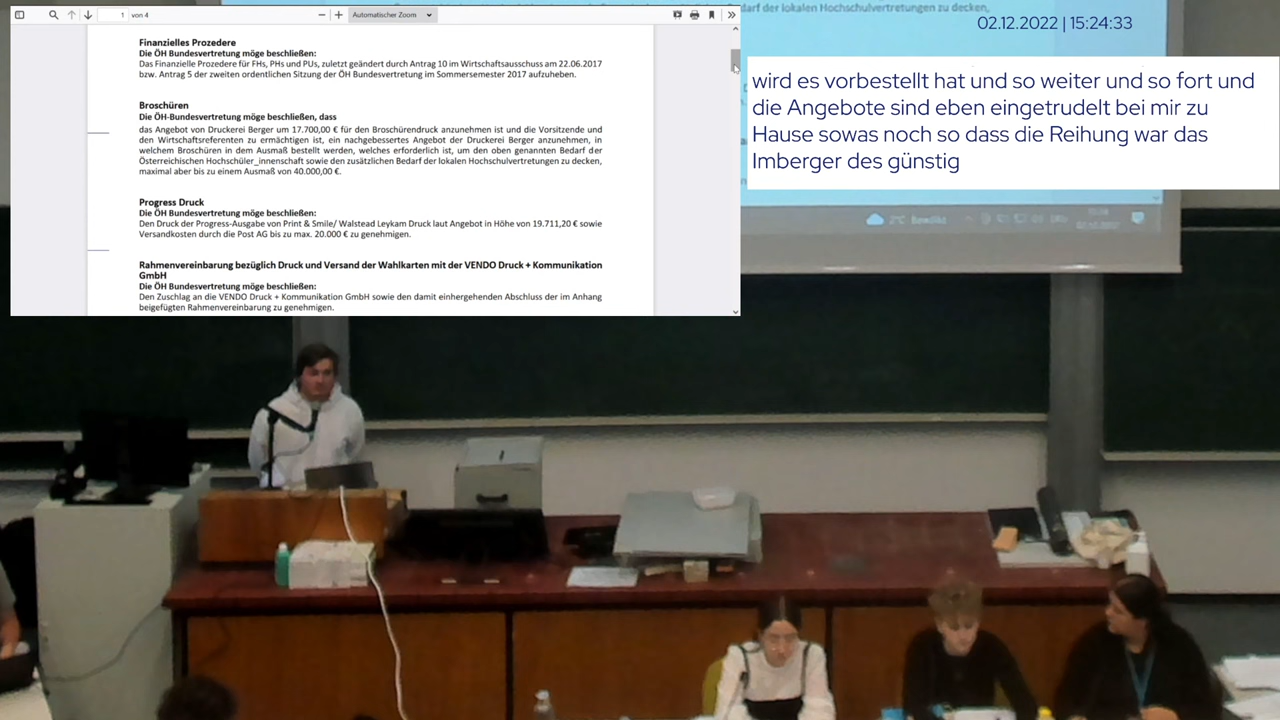 1 von 4
Automatischer Zoom
Finanzielles Prozedere
Die ÖH Bundesvertretung möge beschließen:
Das Finanzielle Prozedere für FHs, PHs und PUs, zuletzt geändert durch Antrag 10 im Wirtschaftsausschuss am 22.06.2017
bzw. Antrag 5 der zweiten ordentlichen Sitzung der ÖH Bundesvertretung im Sommersemester 2017 aufzuheben.
Broschüren
Die ÖH-Bundesvertretung möge beschließen, dass
das Angebot von Druckerei Berger um 17.700,00 € für den Broschürendruck anzunehmen ist und die Vorsitzende und
den Wirtschaftsreferenten zu ermächtigen ist, ein nachgebessertes Angebot der Druckerei Berger anzunehmen, in
welchem Broschüren in dem Ausmaß bestellt werden, welches erforderlich ist, um den oben genannten Bedarf der
Österreichischen Hochschüler_innenschaft sowie den zusätzlichen Bedarf der lokalen Hochschulvertretungen zu decken,
maximal aber bis zu einem Ausmaß von 40.000,00 €.
Progress Druck
Die ÖH Bundesvertretung möge beschließen:
Den Druck der Progress-Ausgabe von Print & Smile/ Walstead Leykam Druck laut Angebot in Höhe von 19.711,20 € sowie
Versandkosten durch die Post AG bis zu max. 20.000 € zu genehmigen.
Rahmenvereinbarung bezüglich Druck und Versand der Wahlkarten mit der VENDO Druck + Kommunikation
GmbH
Die ÖH Bundesvertretung möge beschließen:
Den Zuschlag an die VENDO Druck + Kommunikation GmbH sowie den damit einhergehenden Abschluss der im Anhang
beigefügten Rahmenvereinbarung zu genehmigen.
darf der lokalen Hochschulvertretungen zu decken,
02.12.2022 | 15:24:33
wird es vorbestellt hat und so weiter und so fort und
die Angebote sind eben eingetrudelt bei mir zu
Hause sowas noch so dass die Reihung war das
Imberger des günstig
2°C Bewölkt